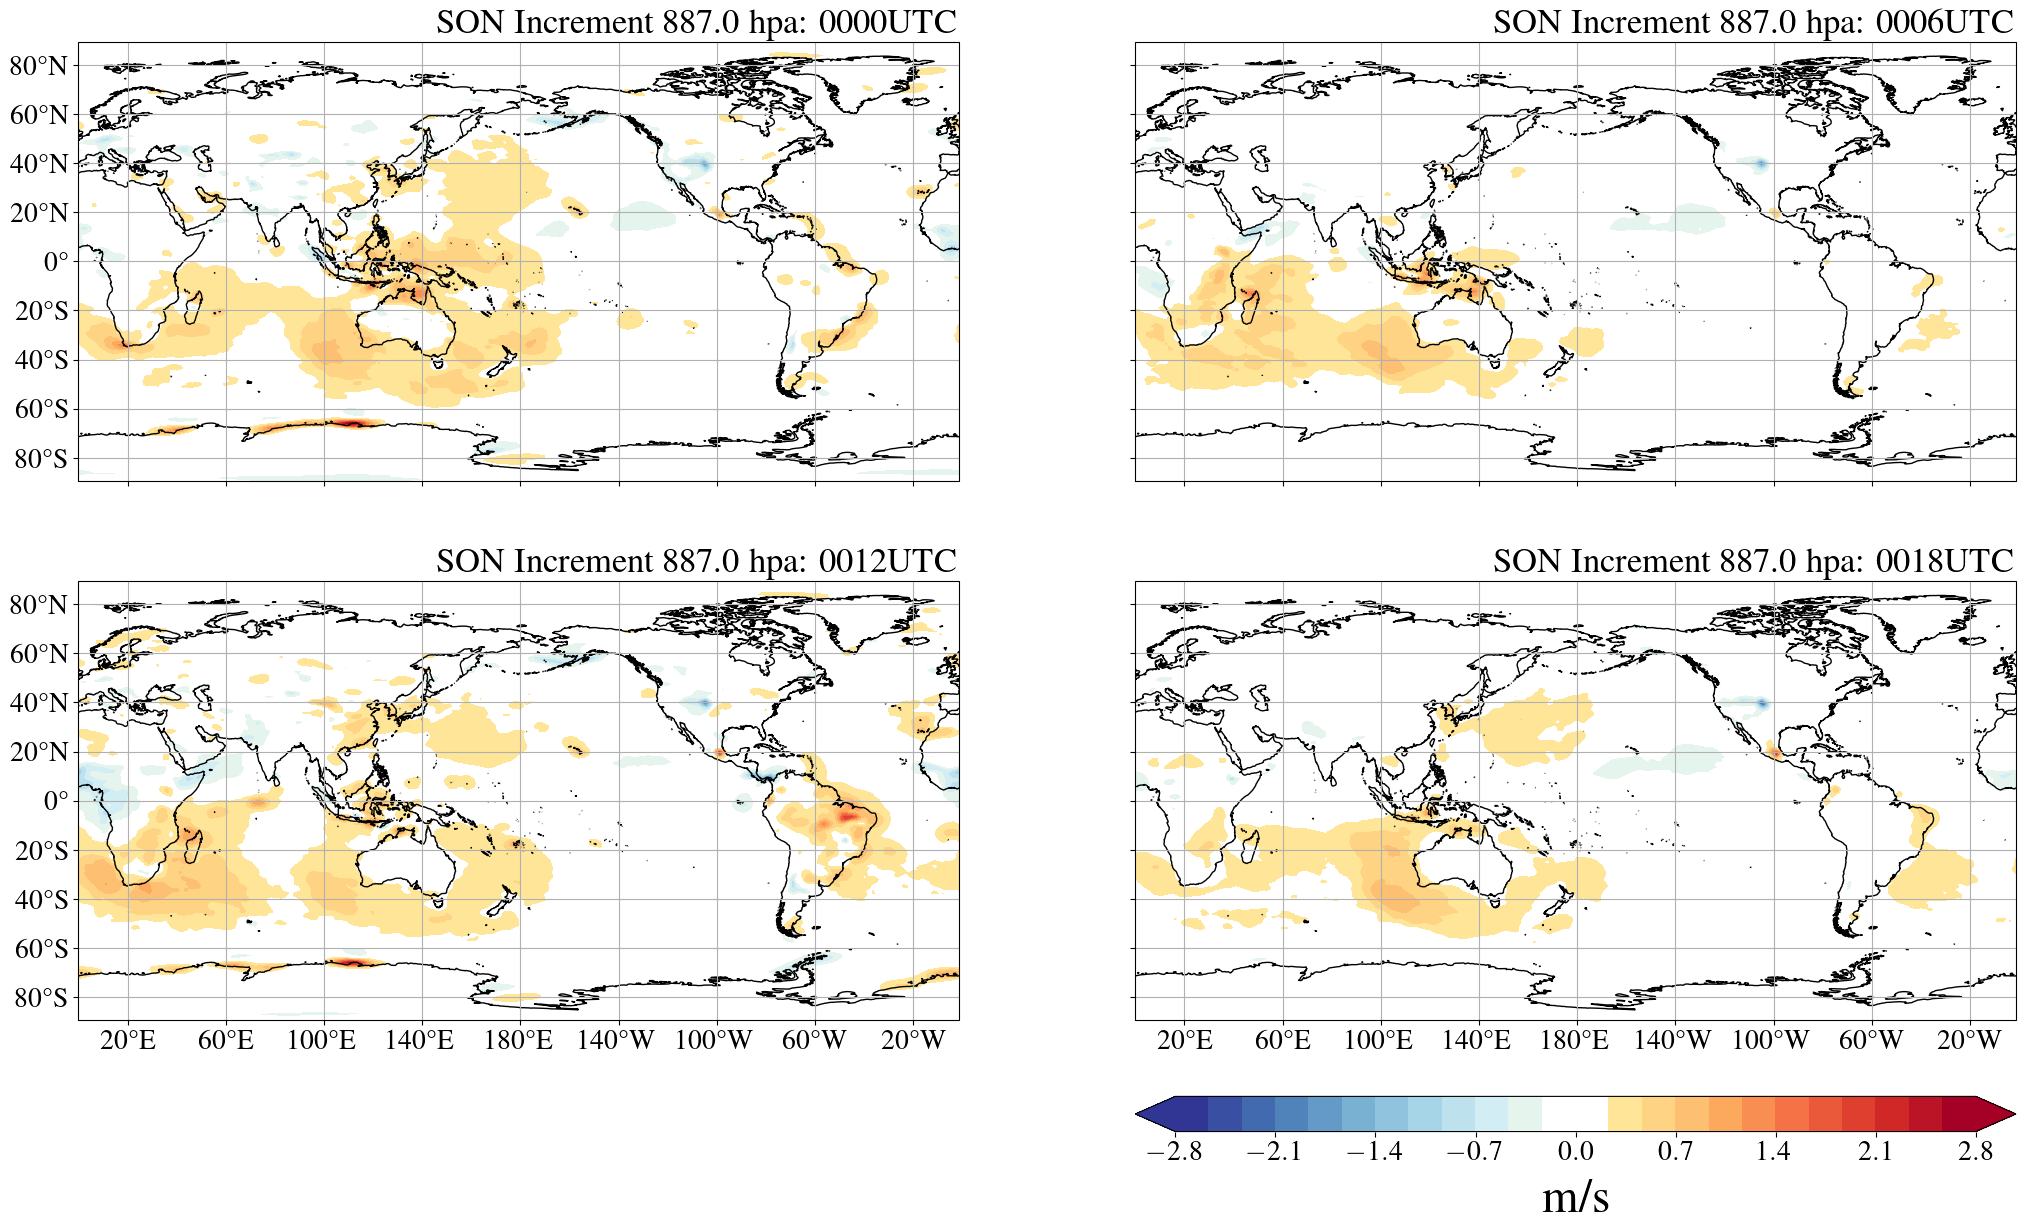 SON Increment 887.0 hpa: 0000UTC
SON Increment 887.0 hpa: 0006UTC
80°N
60°N
40°N
20°N
0°
20°S
40°S
60°S
80°S
SON Increment 887.0 hpa: 0012UTC
SON Increment 887.0 hpa: 0018UTC
80°N
60°N
40°N
20°N
0°
20°S
40°S
60°S
80°S
20°E 60°E 100°E 140°E 180°E 140°W 100°W 60°W 20°W
20°E 60°E 100°E 140°E 180°E 140°W 100°W 60°W 20°W
−2.8 −2.1 −1.4 −0.7 0.0 0.7 1.4 2.1 2.8
m/s